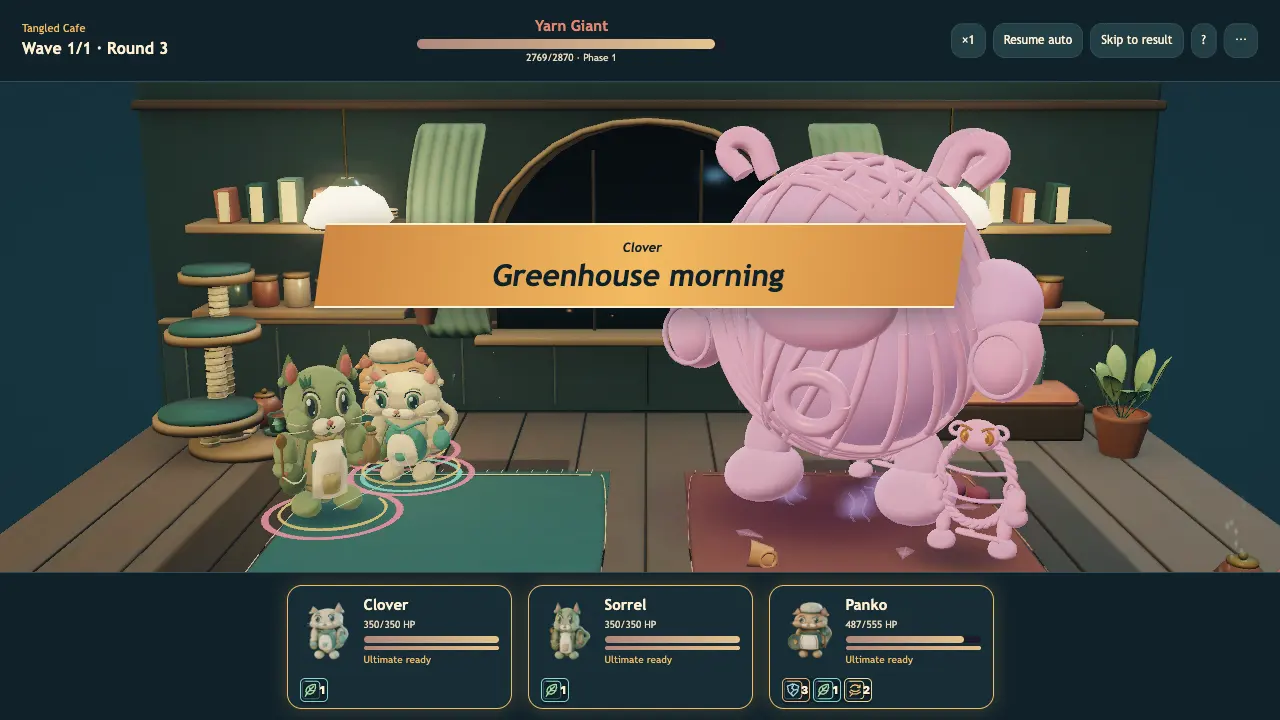 Tangled Cafe
Wave 1/1 · Round 3
Yarn Giant
2769/2870 · Phase 1
×1
Resume auto
Skip to result
?
...
Clover
Greenhouse morning
Clover
350/350 HP
Ultimate ready
1
Sorrel
350/350 HP
Ultimate ready
1
Panko
487/555 HP
Ultimate ready
3
1
2